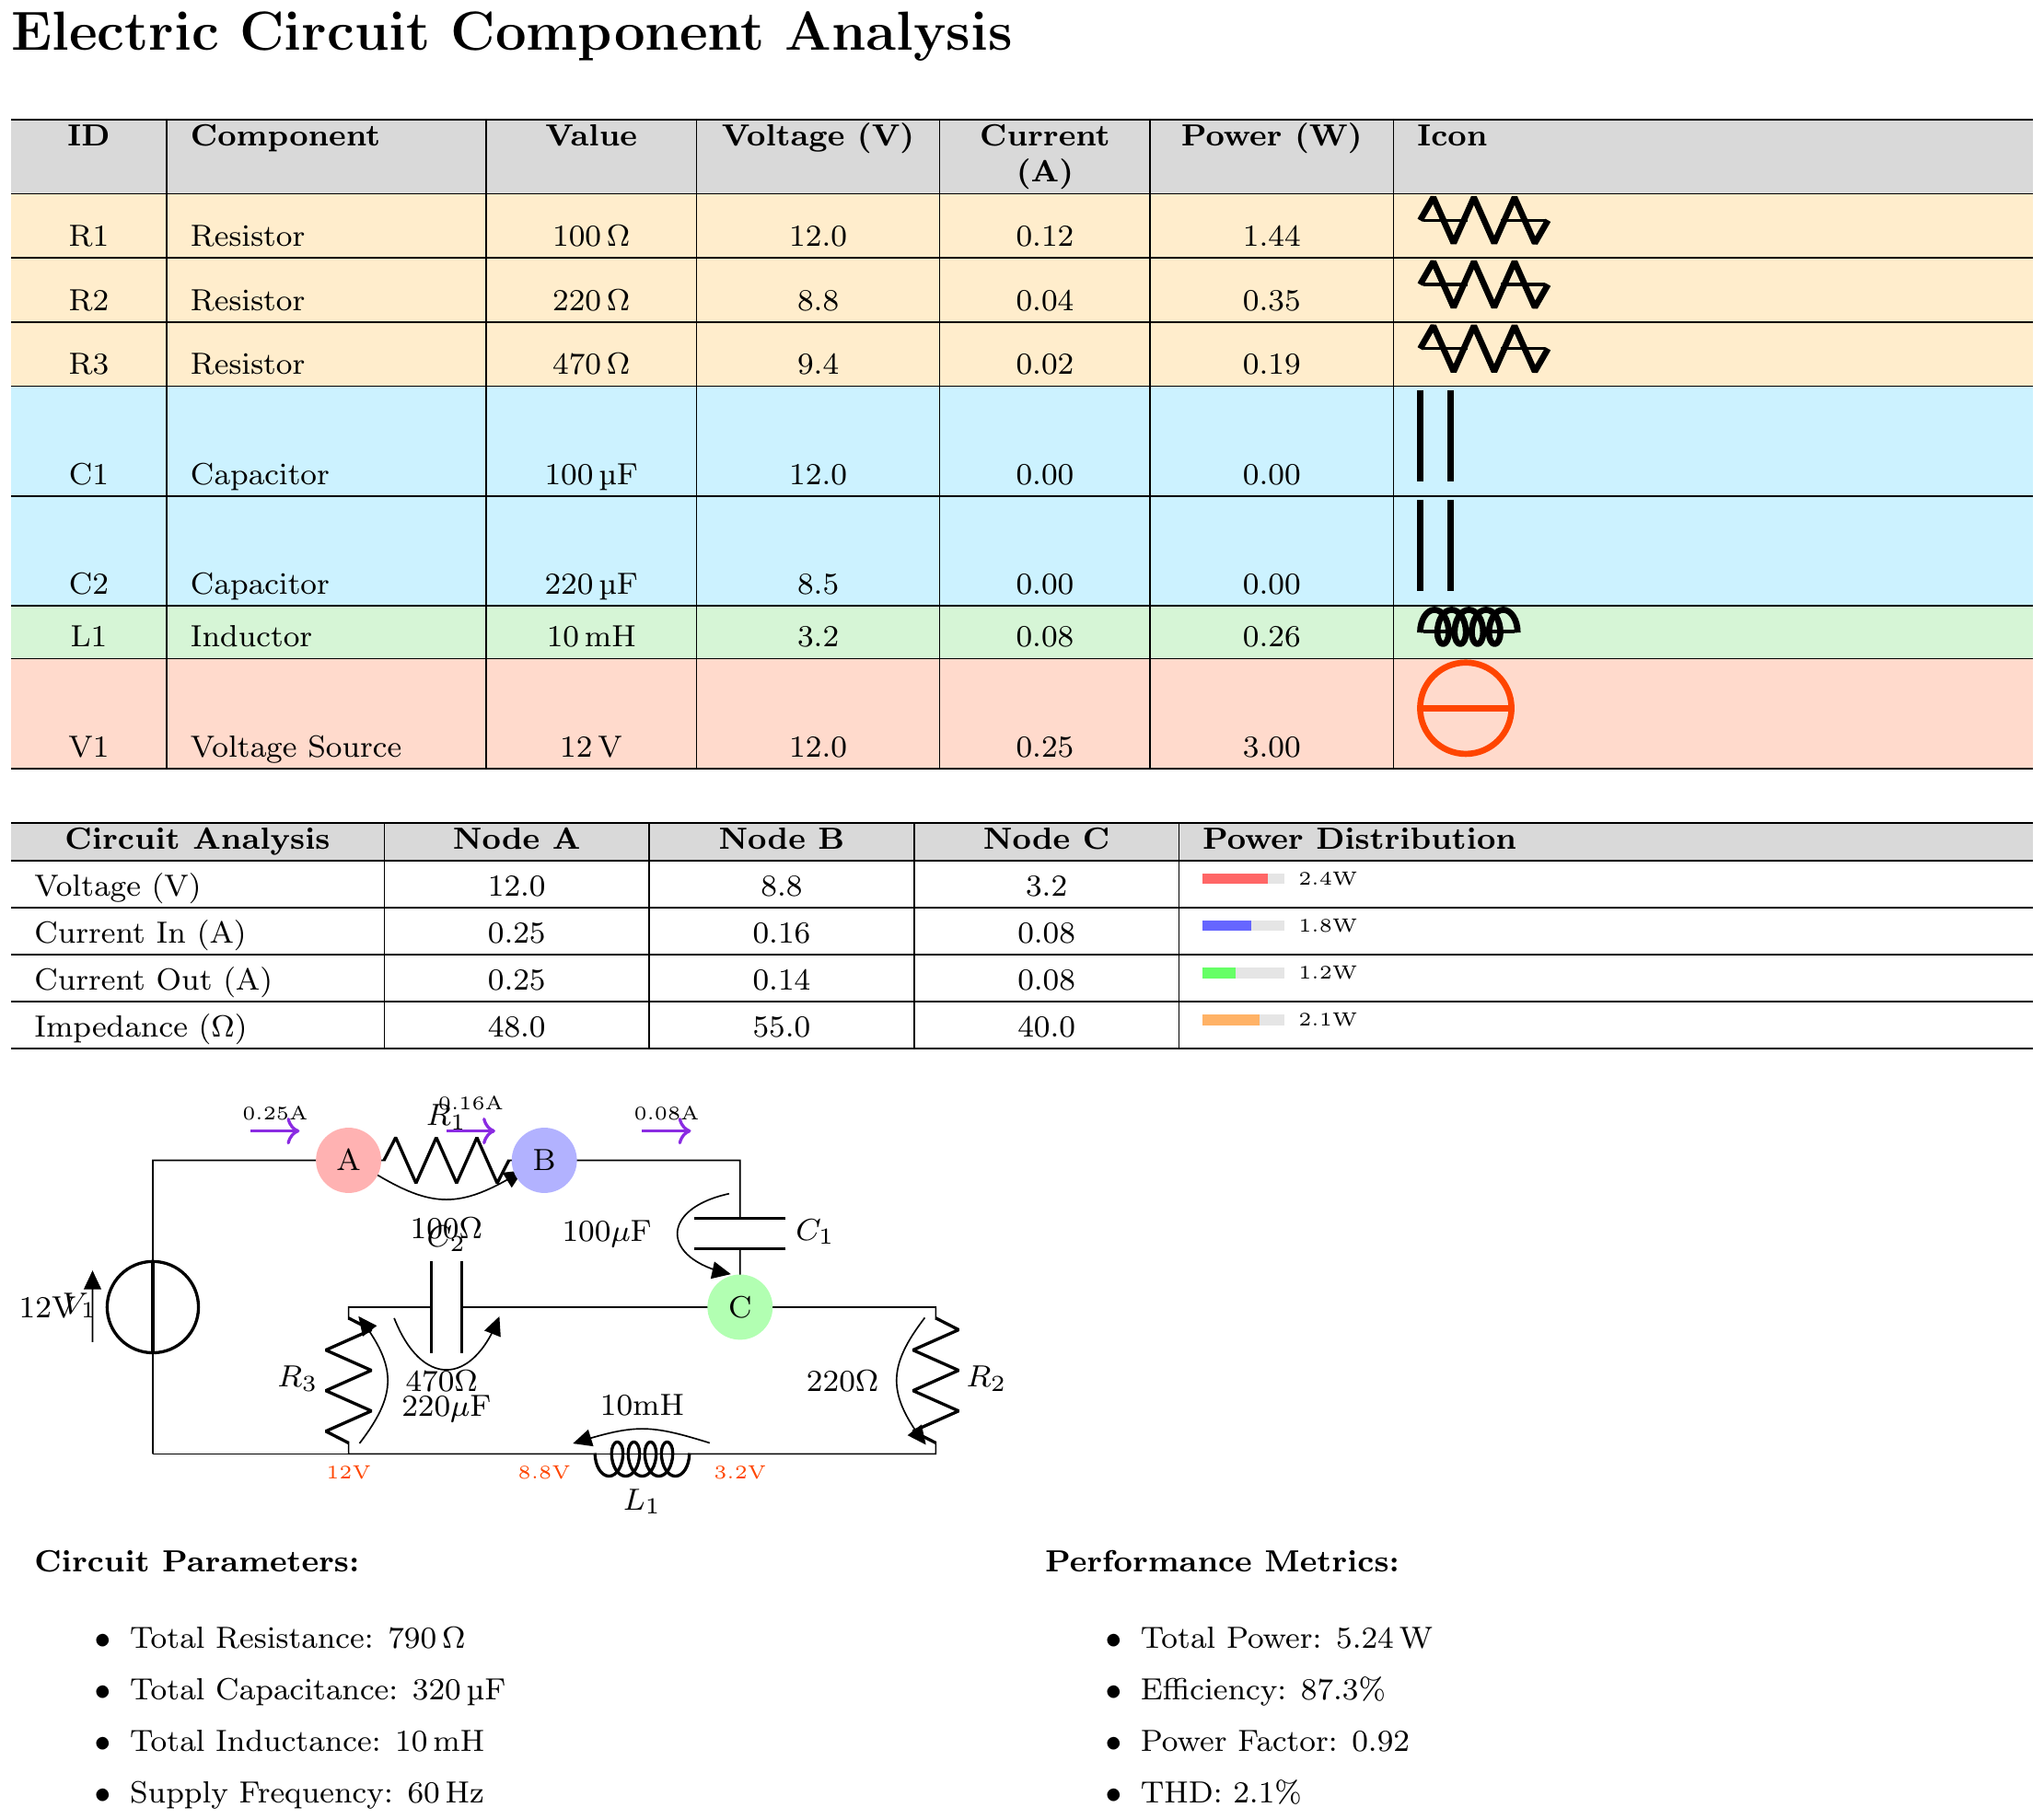 Electric Circuit Component Analysis
ID Component Value Voltage (V) Current (A) Power (W) Icon
R1 Resistor 100 Ω 12.0 0.12 1.44
R2 Resistor 220 Ω 8.8 0.04 0.35
R3 Resistor 470 Ω 9.4 0.02 0.19
C1 Capacitor 100 µF 12.0 0.00 0.00
C2 Capacitor 220 µF 8.5 0.00 0.00
L1 Inductor 10 mH 3.2 0.08 0.26
V1 Voltage Source 12 V 12.0 0.25 3.00
Circuit Analysis Node A Node B Node C Power Distribution
Voltage (V) 12.0 8.8 3.2 2.4W
Current In (A) 0.25 0.16 0.08 1.8W
Current Out (A) 0.25 0.14 0.08 1.2W
Impedance (Ω) 48.0 55.0 40.0 2.1W
0.25A 0.16A 0.08A
R₁
A B
100Ω 100µF C₁
C₂
12V V₁ C
R₃ 470Ω 220Ω R₂
220µF 10mH
12V 8.8V 3.2V
L₁
Circuit Parameters:
• Total Resistance: 790 Ω
• Total Capacitance: 320 µF
• Total Inductance: 10 mH
• Supply Frequency: 60 Hz
Performance Metrics:
• Total Power: 5.24 W
• Efficiency: 87.3%
• Power Factor: 0.92
• THD: 2.1%